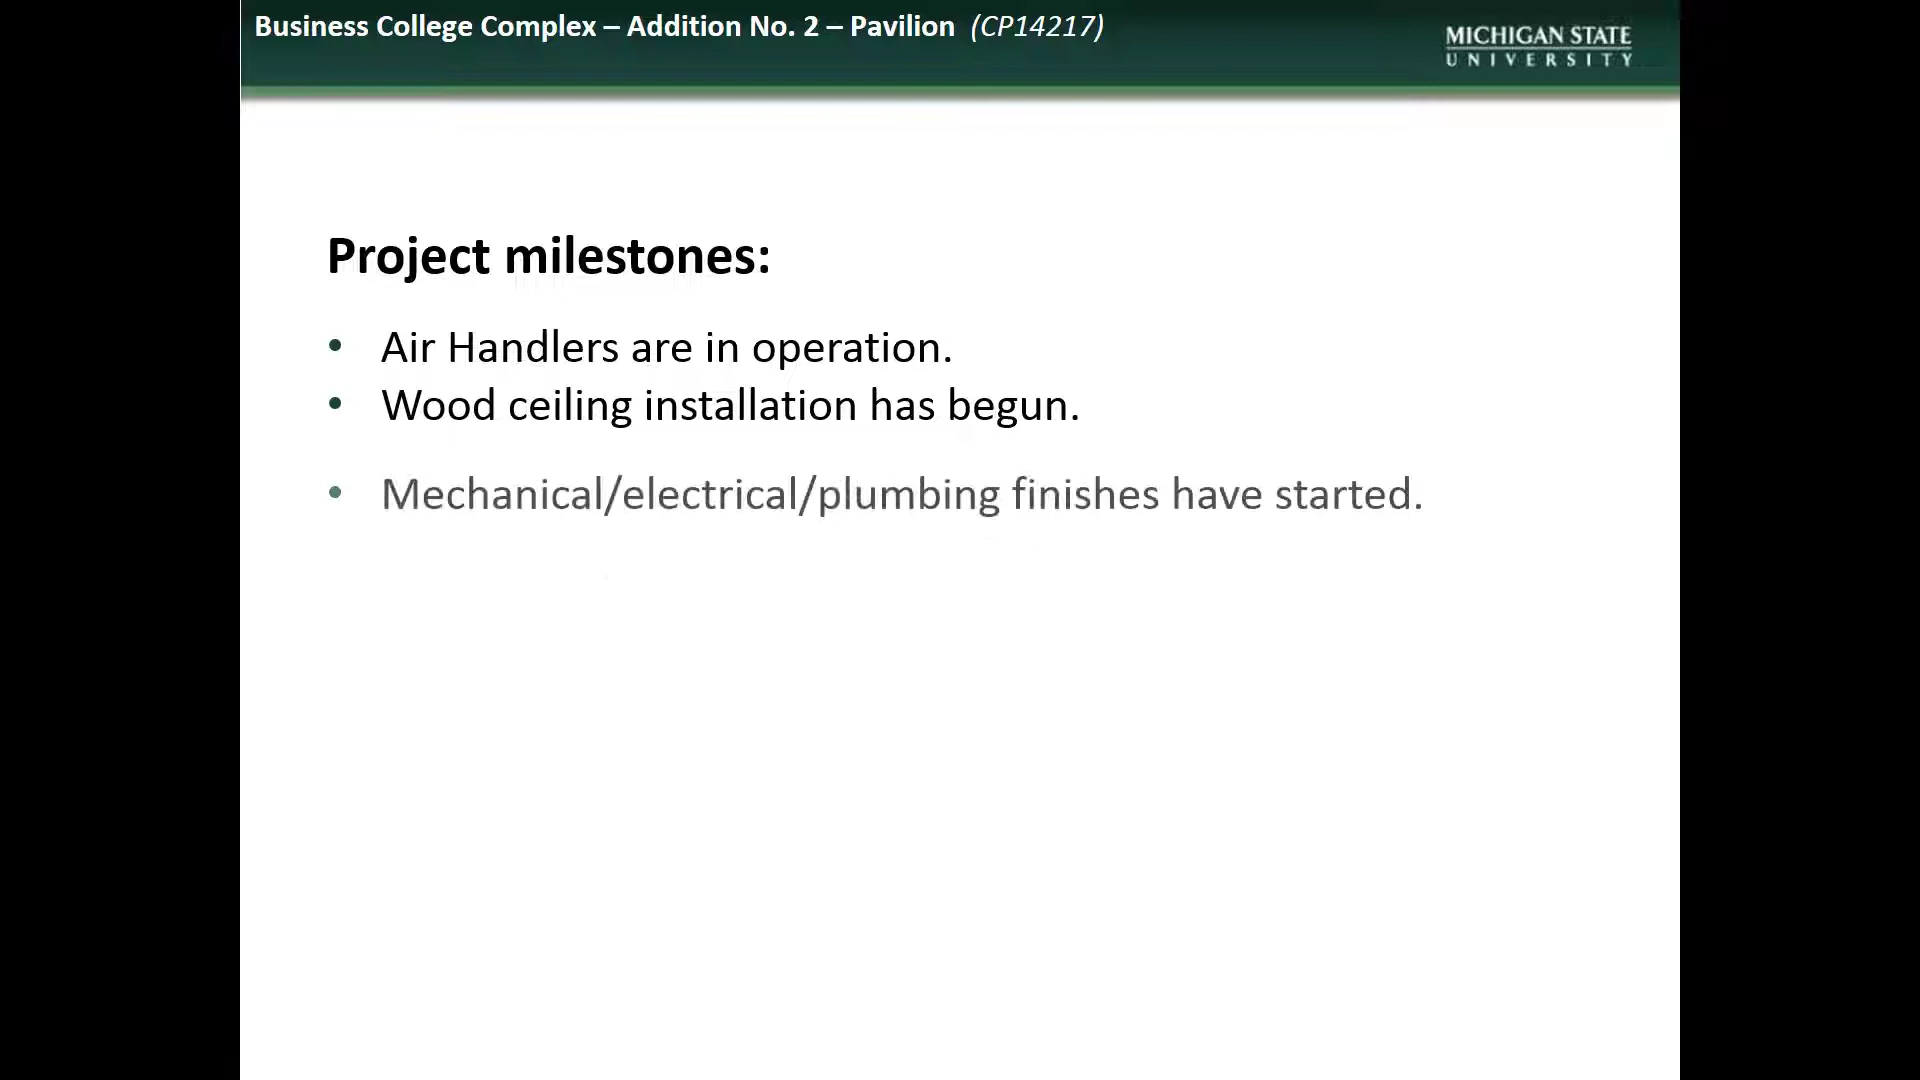 Business College Complex – Addition No. 2 – Pavilion (CP14217)
MICHIGAN STATE
UNIVERSITY
Project milestones:
• Air Handlers are in operation.
• Wood ceiling installation has begun.
• Mechanical/electrical/plumbing finishes have started.